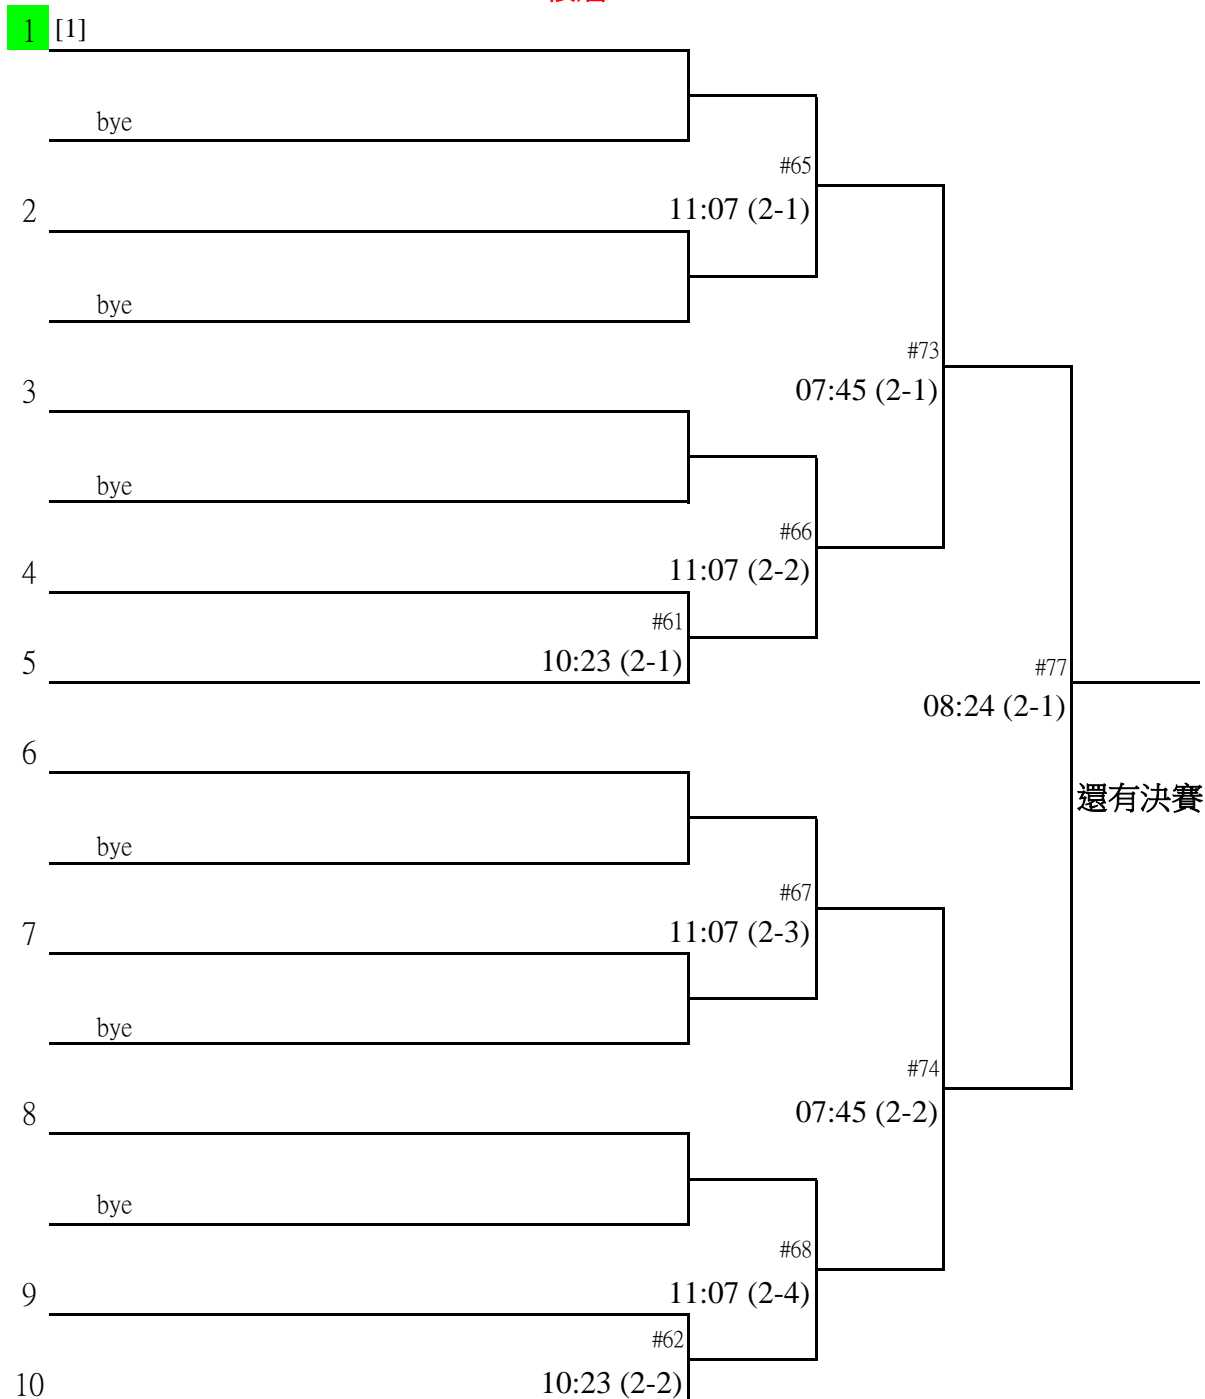 1 [1]
bye
#65
2 11:07 (2-1)
bye
#73
3 07:45 (2-1)
bye
#66
4 11:07 (2-2)
#61
5 10:23 (2-1)
#77
08:24 (2-1)
6
還有決賽
bye
#67
7 11:07 (2-3)
bye
#74
8 07:45 (2-2)
bye
#68
9 11:07 (2-4)
#62
10 10:23 (2-2)